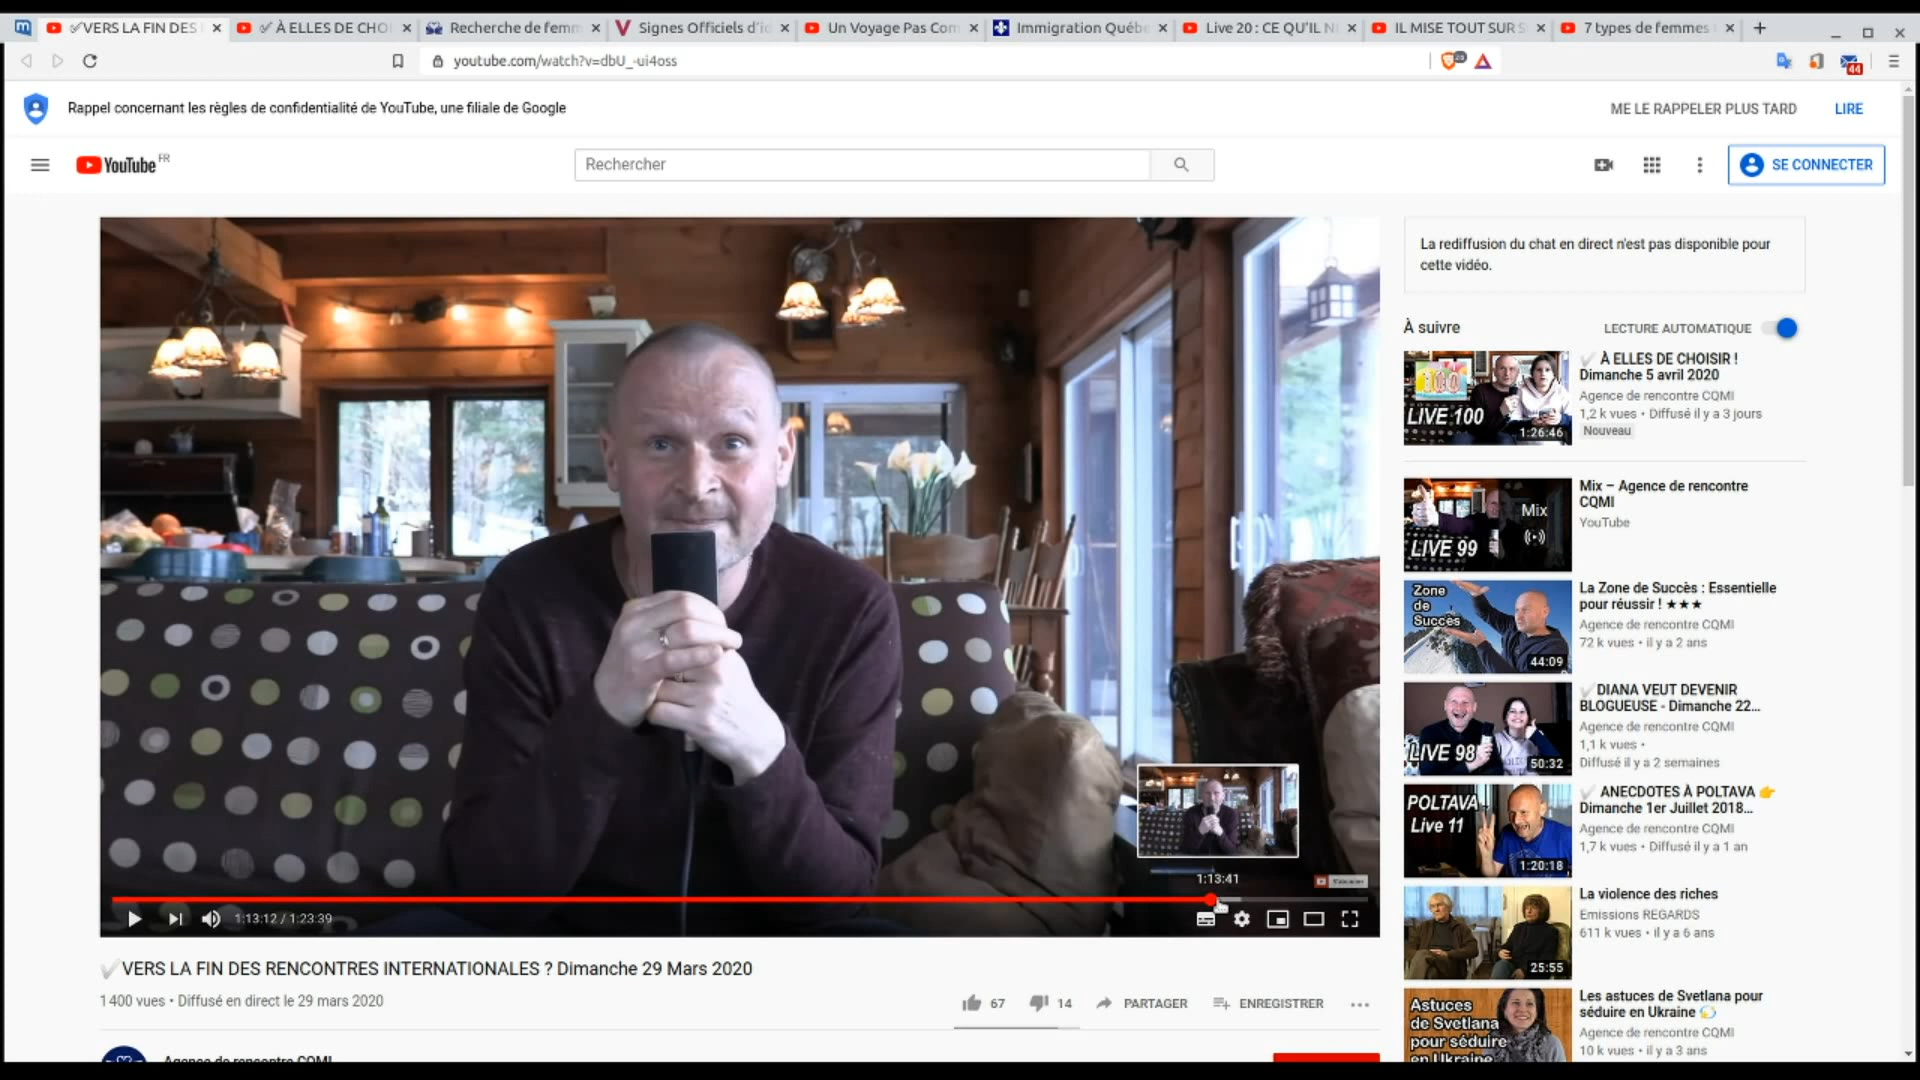 ✓VERS LA FIN DES
✓ À ELLES DE CHOI
Recherche de femm
Signes Officiels d'id
Un Voyage Pas Com
Immigration Québe
Live 20 : CE QU'IL N
IL MISE TOUT SUR S
7 types de femmes
youtube.com/watch?v=dbU_-ui4oss
44
Rappel concernant les règles de confidentialité de YouTube, une filiale de Google
ME LE RAPPELER PLUS TARD
LIRE
YouTube FR
Rechercher
SE CONNECTER
1:13:41
1:13:12 / 1:23:39
✓VERS LA FIN DES RENCONTRES INTERNATIONALES ? Dimanche 29 Mars 2020
1 400 vues • Diffusé en direct le 29 mars 2020
67
14
PARTAGER
ENREGISTRER
Agence de rencontre CQMI
La rediffusion du chat en direct n'est pas disponible pour
cette vidéo.
À suivre
LECTURE AUTOMATIQUE
LIVE 100
1:26:46
✓ À ELLES DE CHOISIR !
Dimanche 5 avril 2020
Agence de rencontre CQMI
1,2 k vues • Diffusé il y a 3 jours
Nouveau
LIVE 99
Mix
Mix – Agence de rencontre
CQMI
YouTube
Zone
de
Succès
44:09
La Zone de Succès : Essentielle
pour réussir ! ★★★
Agence de rencontre CQMI
72 k vues • il y a 2 ans
LIVE 98
50:32
✓DIANA VEUT DEVENIR
BLOGUEUSE - Dimanche 22...
Agence de rencontre CQMI
1,1 k vues •
Diffusé il y a 2 semaines
POLTAVA
Live 11
1:20:18
✓ ANECDOTES À POLTAVA 👉
Dimanche 1er Juillet 2018...
Agence de rencontre CQMI
1,7 k vues • Diffusé il y a 1 an
25:55
La violence des riches
Emissions REGARDS
611 k vues • il y a 6 ans
Astuces
de Svetlana
pour séduire
en Ukraine
Les astuces de Svetlana pour
séduire en Ukraine 💫
Agence de rencontre CQMI
10 k vues • il y a 3 ans